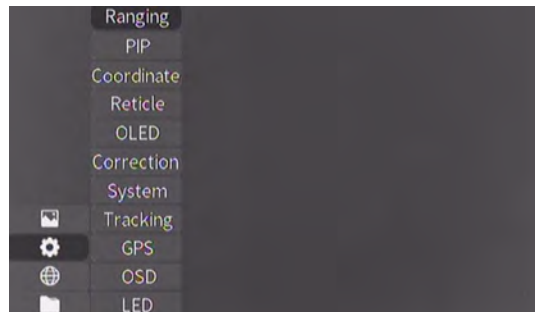 Ranging
PIP
Coordinate
Reticle
OLED
Correction
System
Tracking
GPS
OSD
LED